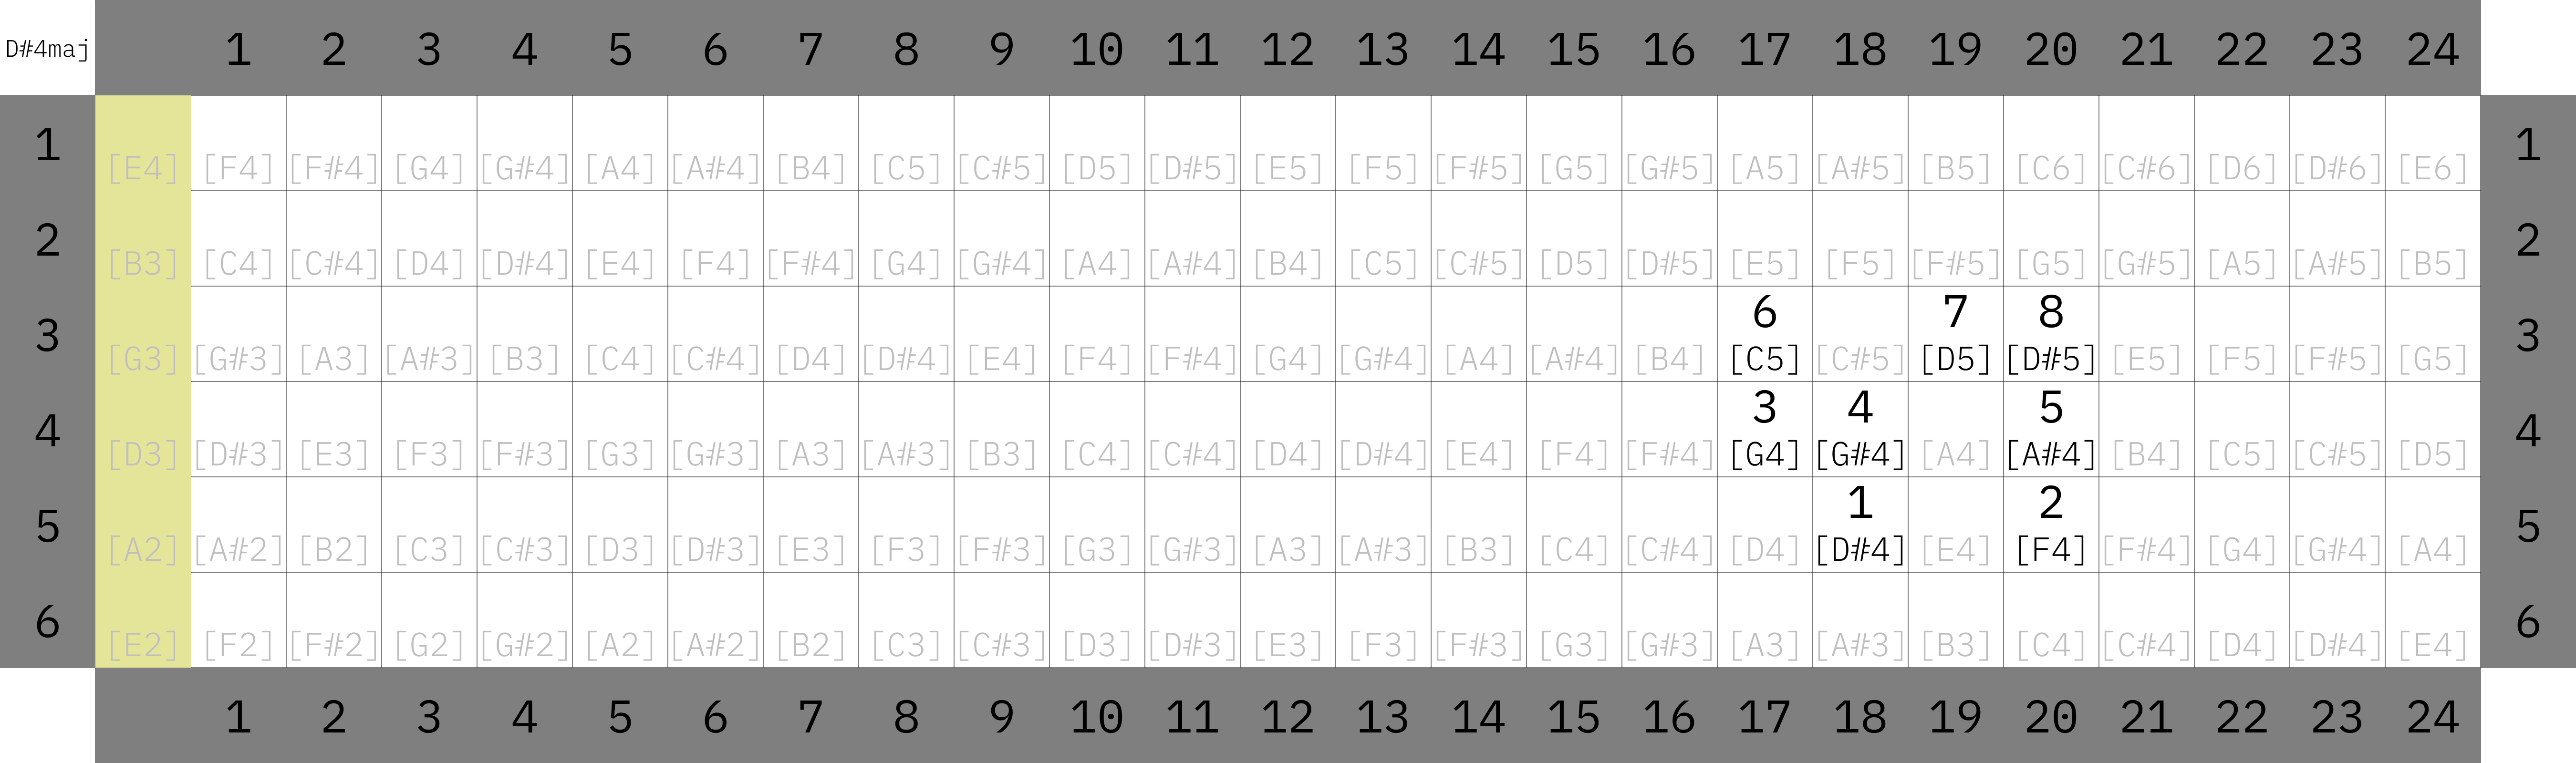 D#4maj 1 2 3 4 5 6 7 8 9 10 11 12 13 14 15 16 17 18 19 20 21 22 23 24
1 [E4] [F4] [F#4] [G4] [G#4] [A4] [A#4] [B4] [C5] [C#5] [D5] [D#5] [E5] [F5] [F#5] [G5] [G#5] [A5] [A#5] [B5] [C6] [C#6] [D6] [D#6] [E6] 1
2 [B3] [C4] [C#4] [D4] [D#4] [E4] [F4] [F#4] [G4] [G#4] [A4] [A#4] [B4] [C5] [C#5] [D5] [D#5] [E5] [F5] [F#5] [G5] [G#5] [A5] [A#5] [B5] 2
6 7 8
3 [G3] [G#3] [A3] [A#3] [B3] [C4] [C#4] [D4] [D#4] [E4] [F4] [F#4] [G4] [G#4] [A4] [A#4] [B4] [C5] [C#5] [D5] [D#5] [E5] [F5] [F#5] [G5] 3
3 4 5
4 [D3] [D#3] [E3] [F3] [F#3] [G3] [G#3] [A3] [A#3] [B3] [C4] [C#4] [D4] [D#4] [E4] [F4] [F#4] [G4] [G#4] [A4] [A#4] [B4] [C5] [C#5] [D5] 4
1 2
5 [A2] [A#2] [B2] [C3] [C#3] [D3] [D#3] [E3] [F3] [F#3] [G3] [G#3] [A3] [A#3] [B3] [C4] [C#4] [D4] [D#4] [E4] [F4] [F#4] [G4] [G#4] [A4] 5
6 [E2] [F2] [F#2] [G2] [G#2] [A2] [A#2] [B2] [C3] [C#3] [D3] [D#3] [E3] [F3] [F#3] [G3] [G#3] [A3] [A#3] [B3] [C4] [C#4] [D4] [D#4] [E4] 6
1 2 3 4 5 6 7 8 9 10 11 12 13 14 15 16 17 18 19 20 21 22 23 24